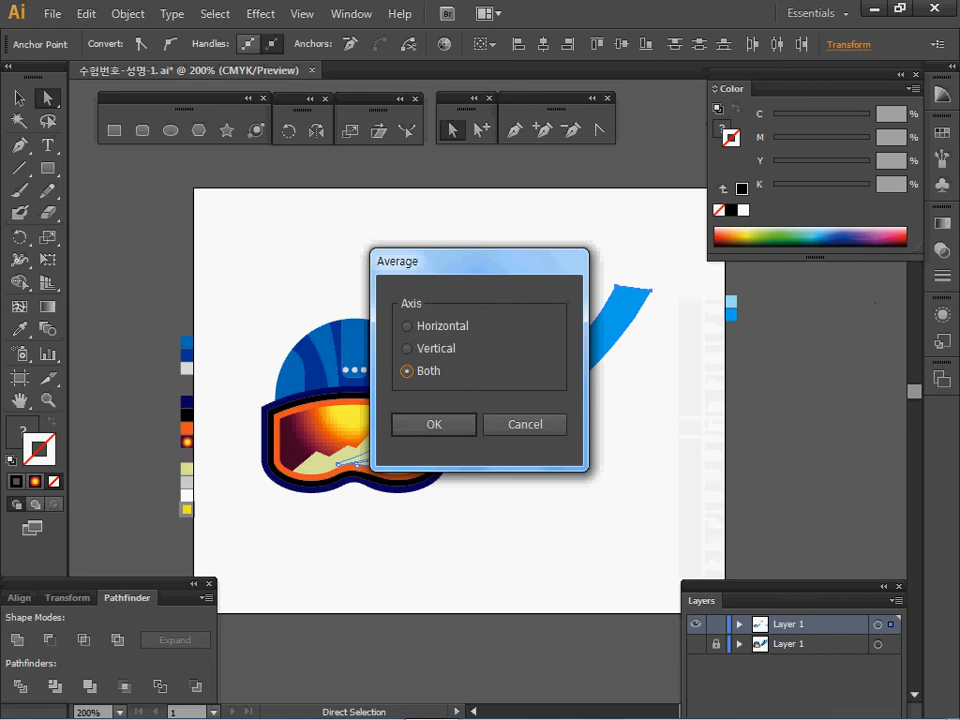 Ai File Edit Object Type Select Effect View Window Help Br Essentials
Anchor Point Convert: Handles: Anchors: Transform
수험번호-성명-1. ai* @ 200% (CMYK/Preview)
Color
C %
M %
Y %
K %
Average
Axis
Horizontal
Vertical
Both
OK Cancel
Align Transform Pathfinder
Shape Modes:
Expand
Pathfinders:
Layers
Layer 1
Layer 1
200% 1 Direct Selection